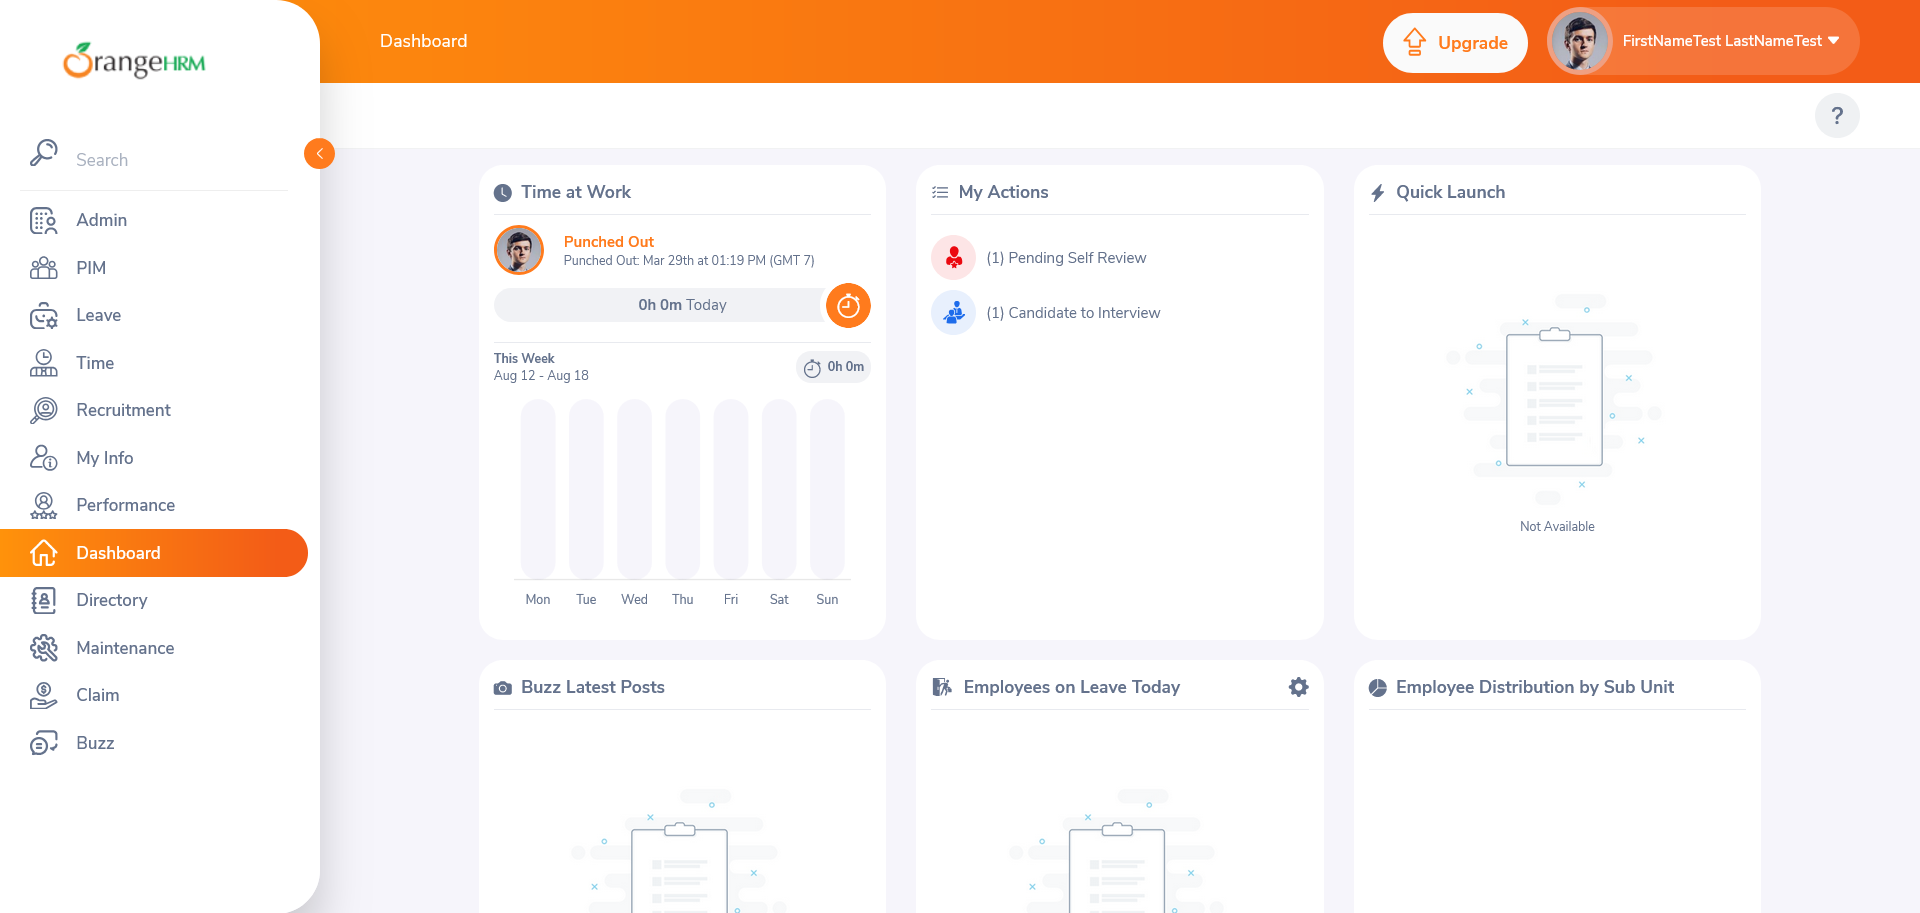 OrangeHRM
Dashboard
Upgrade
FirstNameTest LastNameTest
?
Search
Admin
PIM
Leave
Time
Recruitment
My Info
Performance
Dashboard
Directory
Maintenance
Claim
Buzz
Time at Work
Punched Out
Punched Out: Mar 29th at 01:19 PM (GMT 7)
0h 0m Today
This Week
Aug 12 - Aug 18
0h 0m
Mon Tue Wed Thu Fri Sat Sun
My Actions
(1) Pending Self Review
(1) Candidate to Interview
Quick Launch
Not Available
Buzz Latest Posts
Employees on Leave Today
Employee Distribution by Sub Unit